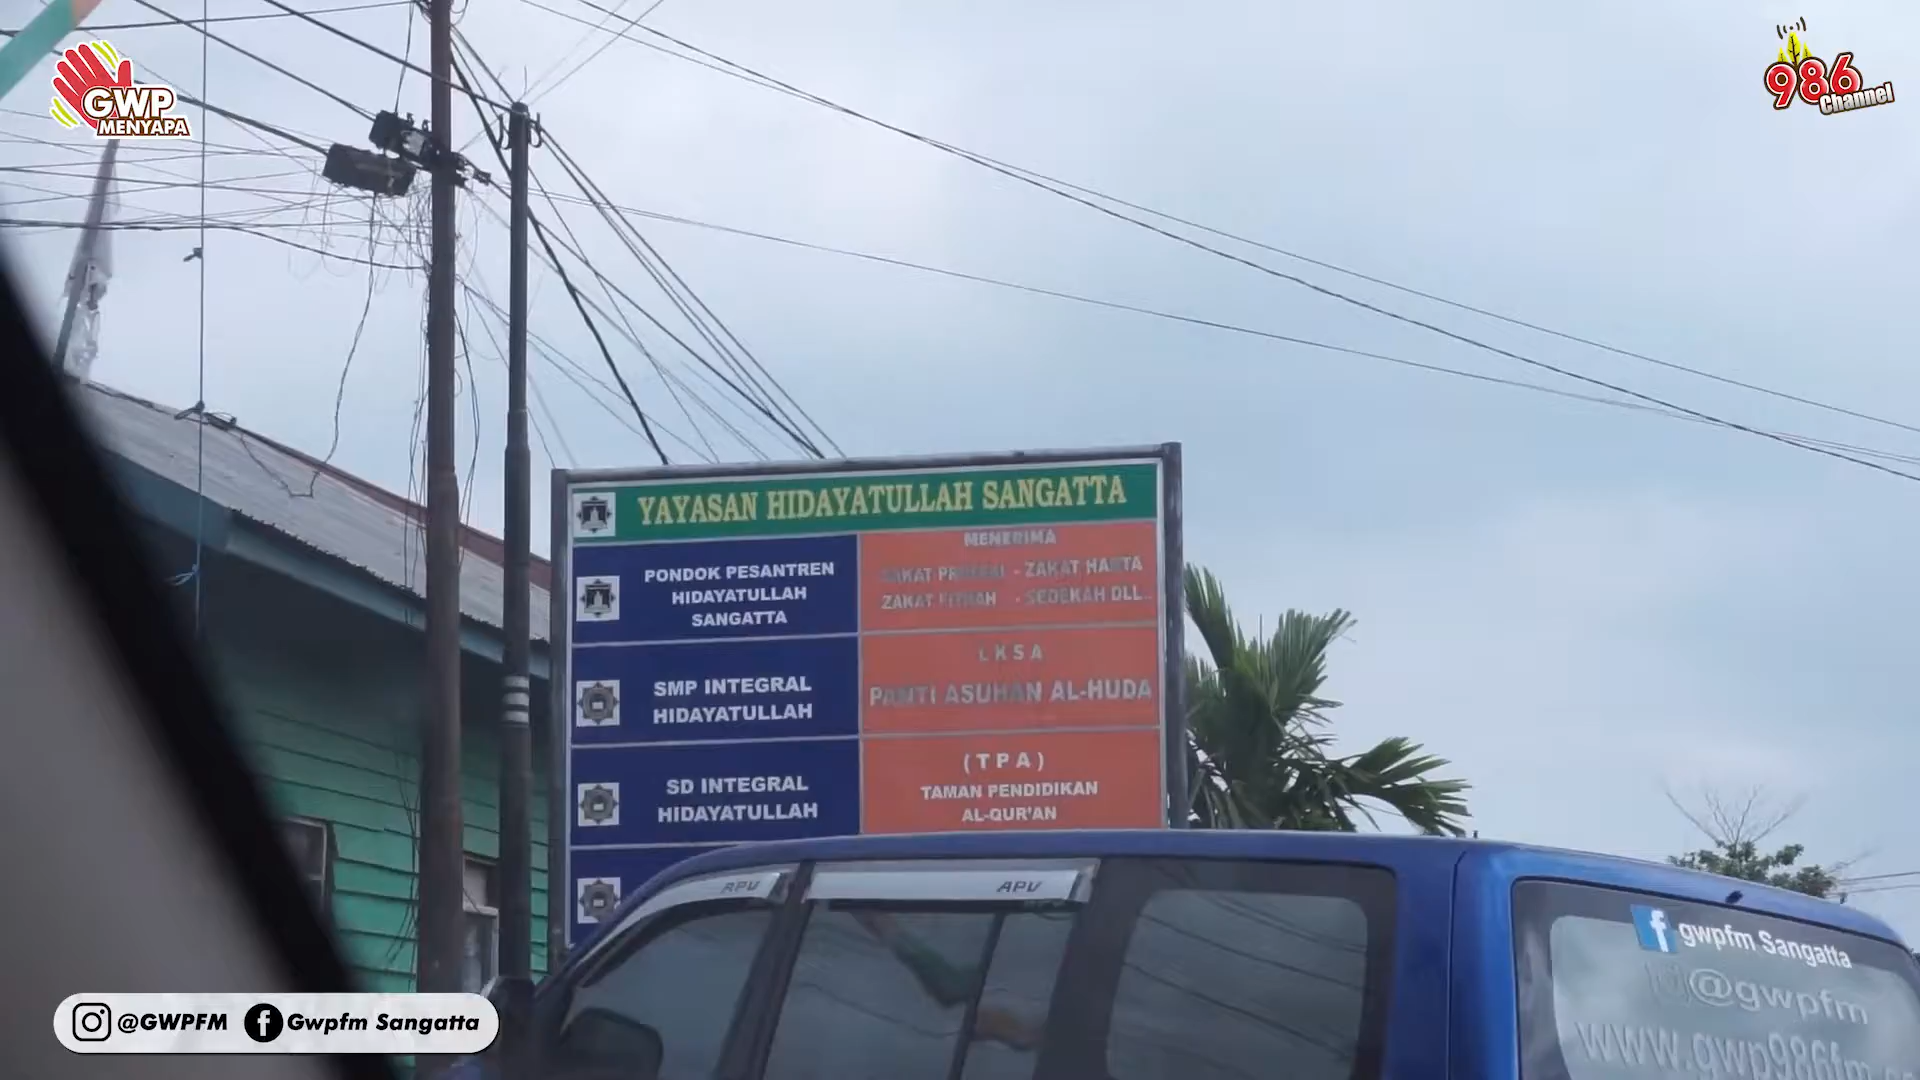 GWP
MENYAPA
986
Channel
YAYASAN HIDAYATULLAH SANGATTA
PONDOK PESANTREN
HIDAYATULLAH
SANGATTA
MENERIMA
- ZAKAT HARTA
ZAKAT FITRAH - SEDEKAH DLL..
SMP INTEGRAL
HIDAYATULLAH
L K S A
PANTI ASUHAN AL-HUDA
SD INTEGRAL
HIDAYATULLAH
( T P A )
TAMAN PENDIDIKAN
AL-QUR'AN
APV
APV
gwpfm Sangatta
@gwpfm
@GWPFM
Gwpfm Sangatta